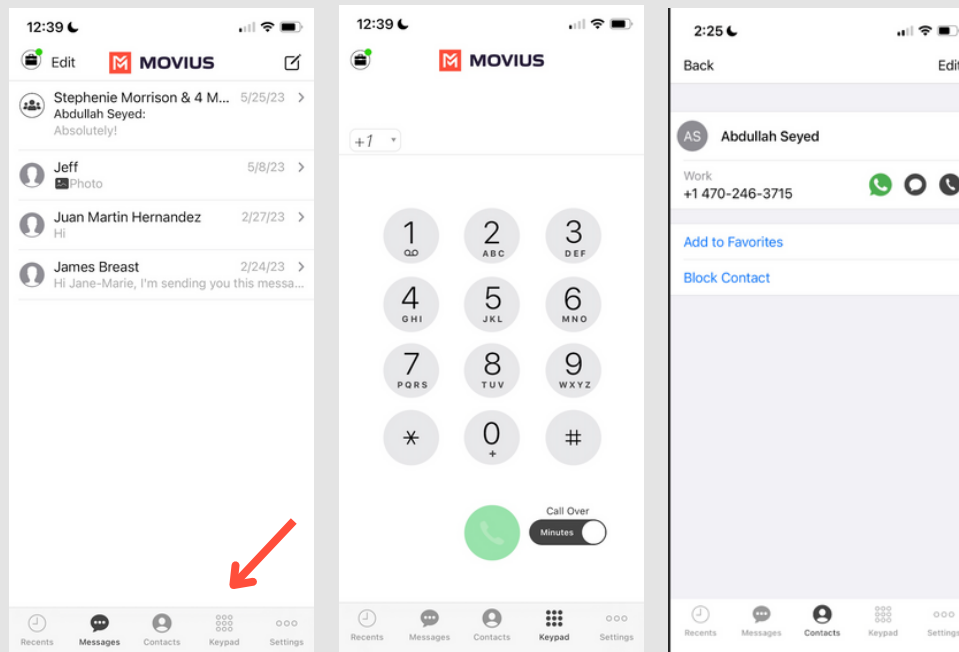 12:39
Edit MOVIUS
Stephenie Morrison & 4 M... 5/25/23
Abdullah Seyed:
Absolutely!
Jeff 5/8/23
Photo
Juan Martin Hernandez 2/27/23
Hi
James Breast 2/24/23
Hi Jane-Marie, I'm sending you this messa...
Recents Messages Contacts Keypad Settings
12:39
MOVIUS
+1
1 2 3
ABC DEF
4 5 6
GHI JKL MNO
7 8 9
PQRS TUV WXYZ
* 0 #
+
Call Over
Minutes
Recents Messages Contacts Keypad Settings
2:25
Back Edit
AS Abdullah Seyed
Work
+1 470-246-3715
Add to Favorites
Block Contact
Recents Messages Contacts Keypad Settings